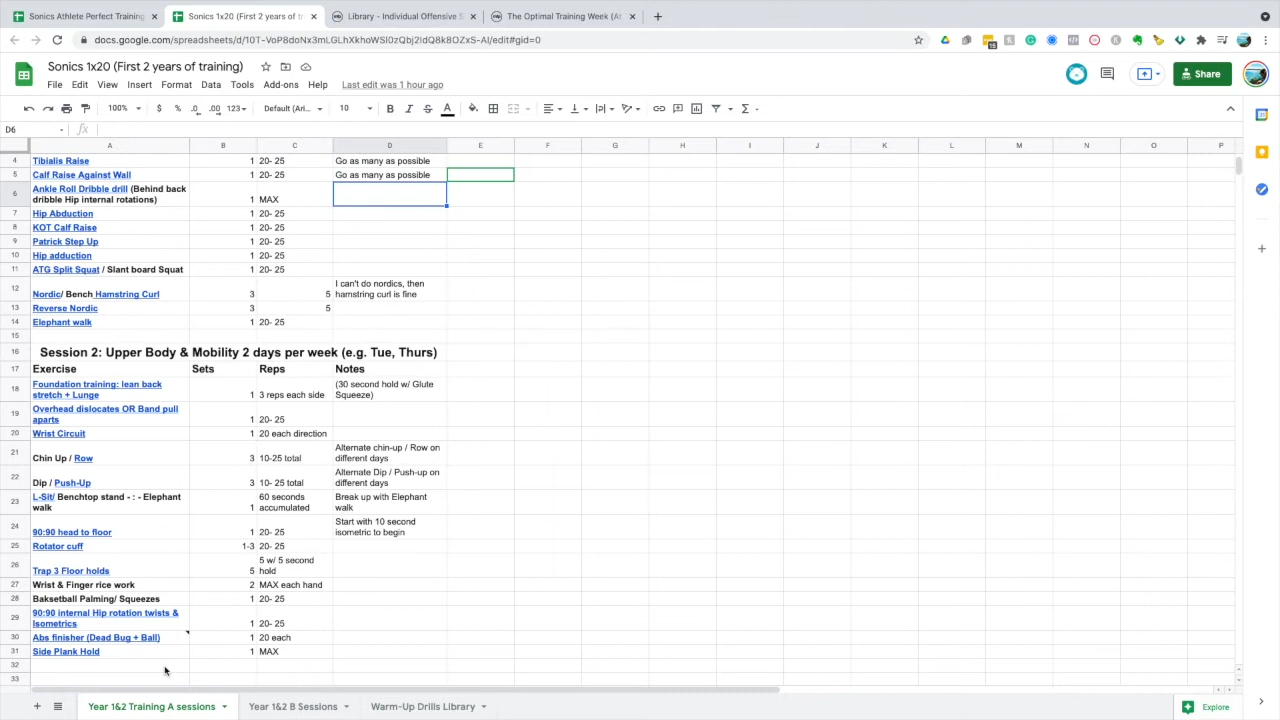 Sonics Athlete Perfect Training
Sonics 1x20 (First 2 years of tr
Library - Individual Offensive S
The Optimal Training Week (At
docs.google.com/spreadsheets/d/10T-VoP8doNx3mLGLhXkhoWSI0zQbj2ldQ8k8OZxS-AI/edit#gid=0
Sonics 1x20 (First 2 years of training)
File Edit View Insert Format Data Tools Add-ons Help Last edit was 1 hour ago
Share
100% $ % .0 .00 123 Default (Ari... 10 B I S A
D6 fx
A B C D E F G H I J K L M N O P
4 Tibialis Raise 1 20- 25 Go as many as possible
5 Calf Raise Against Wall 1 20- 25 Go as many as possible
6 Ankle Roll Dribble drill (Behind back
dribble Hip internal rotations) 1 MAX
7 Hip Abduction 1 20- 25
8 KOT Calf Raise 1 20- 25
9 Patrick Step Up 1 20- 25
10 Hip adduction 1 20- 25
11 ATG Split Squat / Slant board Squat 1 20- 25
12 Nordic/ Bench Hamstring Curl 3 5 I can't do nordics, then
hamstring curl is fine
13 Reverse Nordic 3 5
14 Elephant walk 1 20- 25
15
16 Session 2: Upper Body & Mobility 2 days per week (e.g. Tue, Thurs)
17 Exercise Sets Reps Notes
18 Foundation training: lean back
stretch + Lunge 1 3 reps each side (30 second hold w/ Glute
Squeeze)
19 Overhead dislocates OR Band pull
aparts 1 20- 25
20 Wrist Circuit 1 20 each direction
21 Chin Up / Row 3 10-25 total Alternate chin-up / Row on
different days
22 Dip / Push-Up 3 10- 25 total Alternate Dip / Push-up on
different days
23 L-Sit/ Benchtop stand - : - Elephant
walk 1 60 seconds
accumulated Break up with Elephant
walk
24 90:90 head to floor 1 20- 25 Start with 10 second
isometric to begin
25 Rotator cuff 1-3 20- 25
26 Trap 3 Floor holds 5 5 w/ 5 second
hold
27 Wrist & Finger rice work 2 MAX each hand
28 Baksetball Palming/ Squeezes 1 20- 25
29 90:90 internal Hip rotation twists &
Isometrics 1 20- 25
30 Abs finisher (Dead Bug + Ball) 1 20 each
31 Side Plank Hold 1 MAX
32
33
Year 1&2 Training A sessions Year 1&2 B Sessions Warm-Up Drills Library Explore